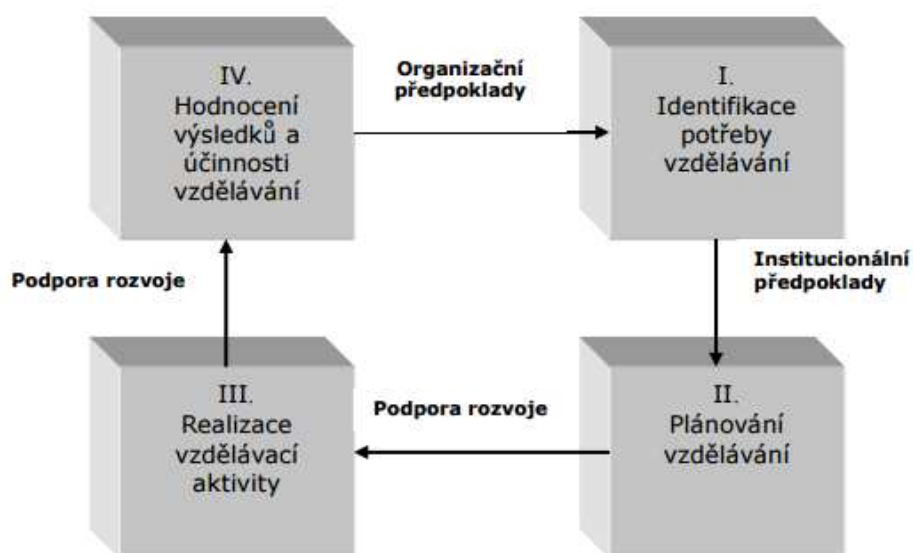 IV.
Hodnocení
výsledků a
účinnosti
vzdělávání
Organizační
předpoklady
I.
Identifikace
potřeby
vzdělávání
Podpora rozvoje
Institucionální
předpoklady
III.
Realizace
vzdělávací
aktivity
Podpora rozvoje
II.
Plánování
vzdělávání